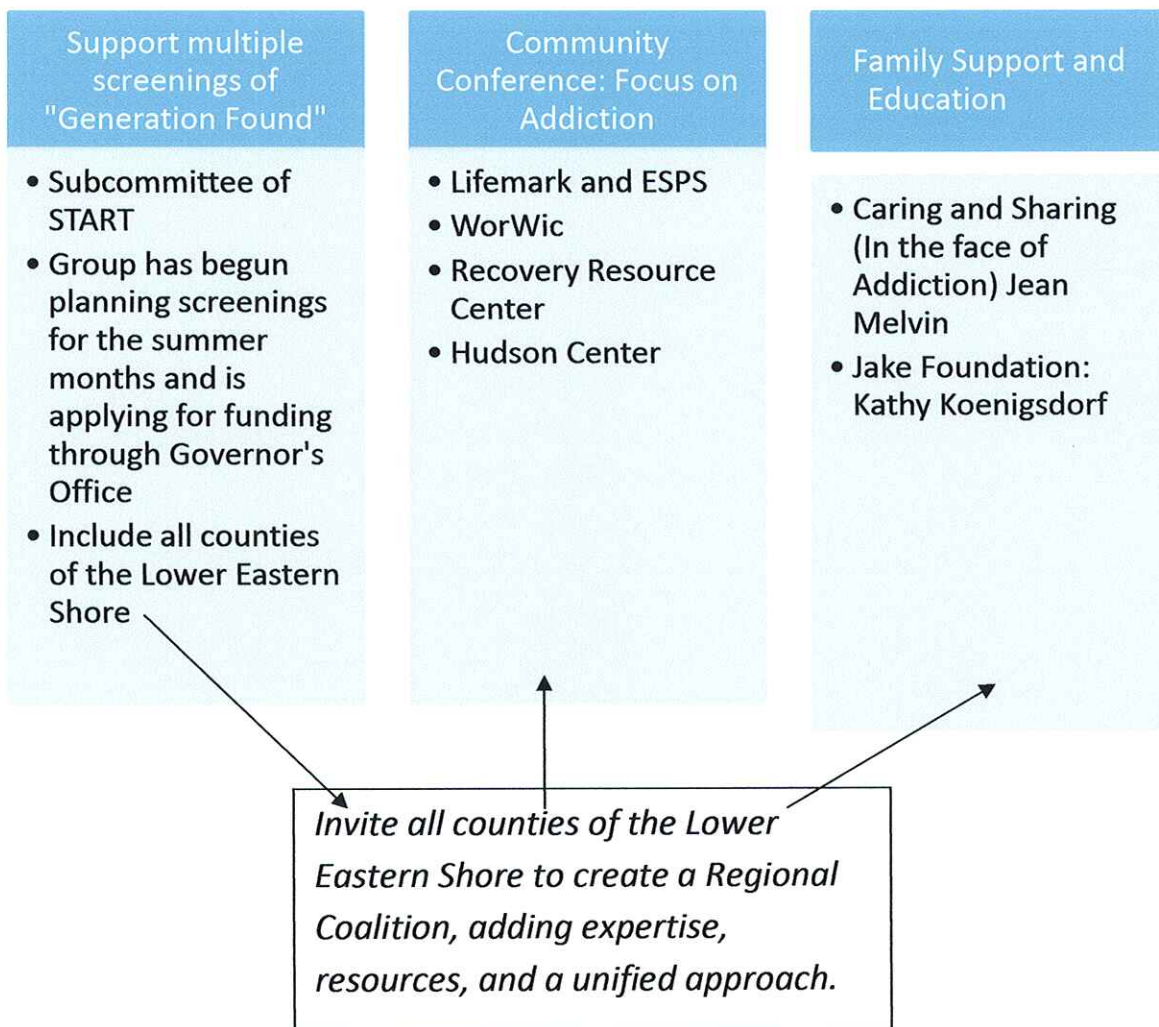 Support multiple
screenings of
"Generation Found"
• Subcommittee of
START
• Group has begun
planning screenings
for the summer
months and is
applying for funding
through Governor's
Office
• Include all counties
of the Lower Eastern
Shore
Community
Conference: Focus on
Addiction
• Lifemark and ESPS
• WorWic
• Recovery Resource
Center
• Hudson Center
Family Support and
Education
• Caring and Sharing
(In the face of
Addiction) Jean
Melvin
• Jake Foundation:
Kathy Koenigsdorf
Invite all counties of the Lower
Eastern Shore to create a Regional
Coalition, adding expertise,
resources, and a unified approach.